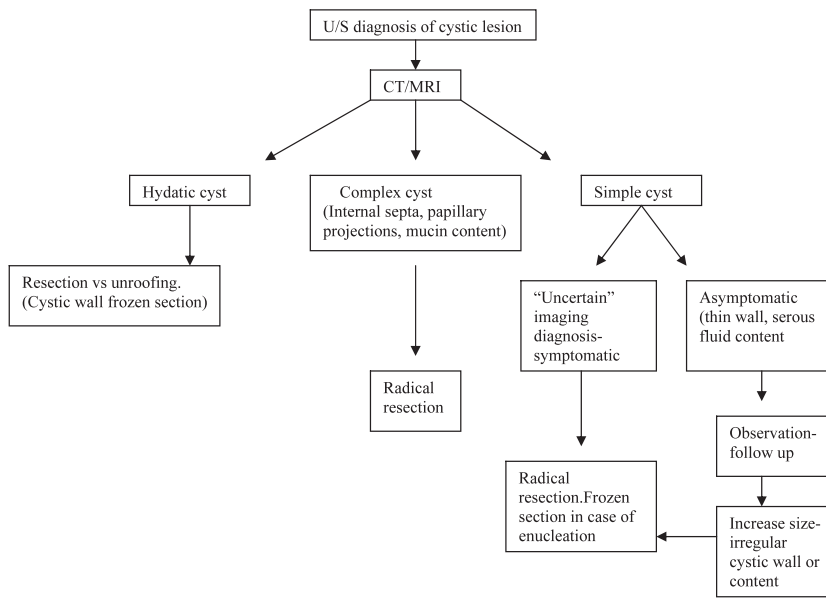 U/S diagnosis of cystic lesion
CT/MRI
Hydatic cyst
Complex cyst
(Internal septa, papillary
projections, mucin content)
Simple cyst
Resection vs unroofing.
(Cystic wall frozen section)
“Uncertain”
imaging
diagnosis-
symptomatic
Asymptomatic
(thin wall, serous
fluid content
Radical
resection
Observation-
follow up
Radical
resection.Frozen
section in case of
enucleation
Increase size-
irregular
cystic wall or
content